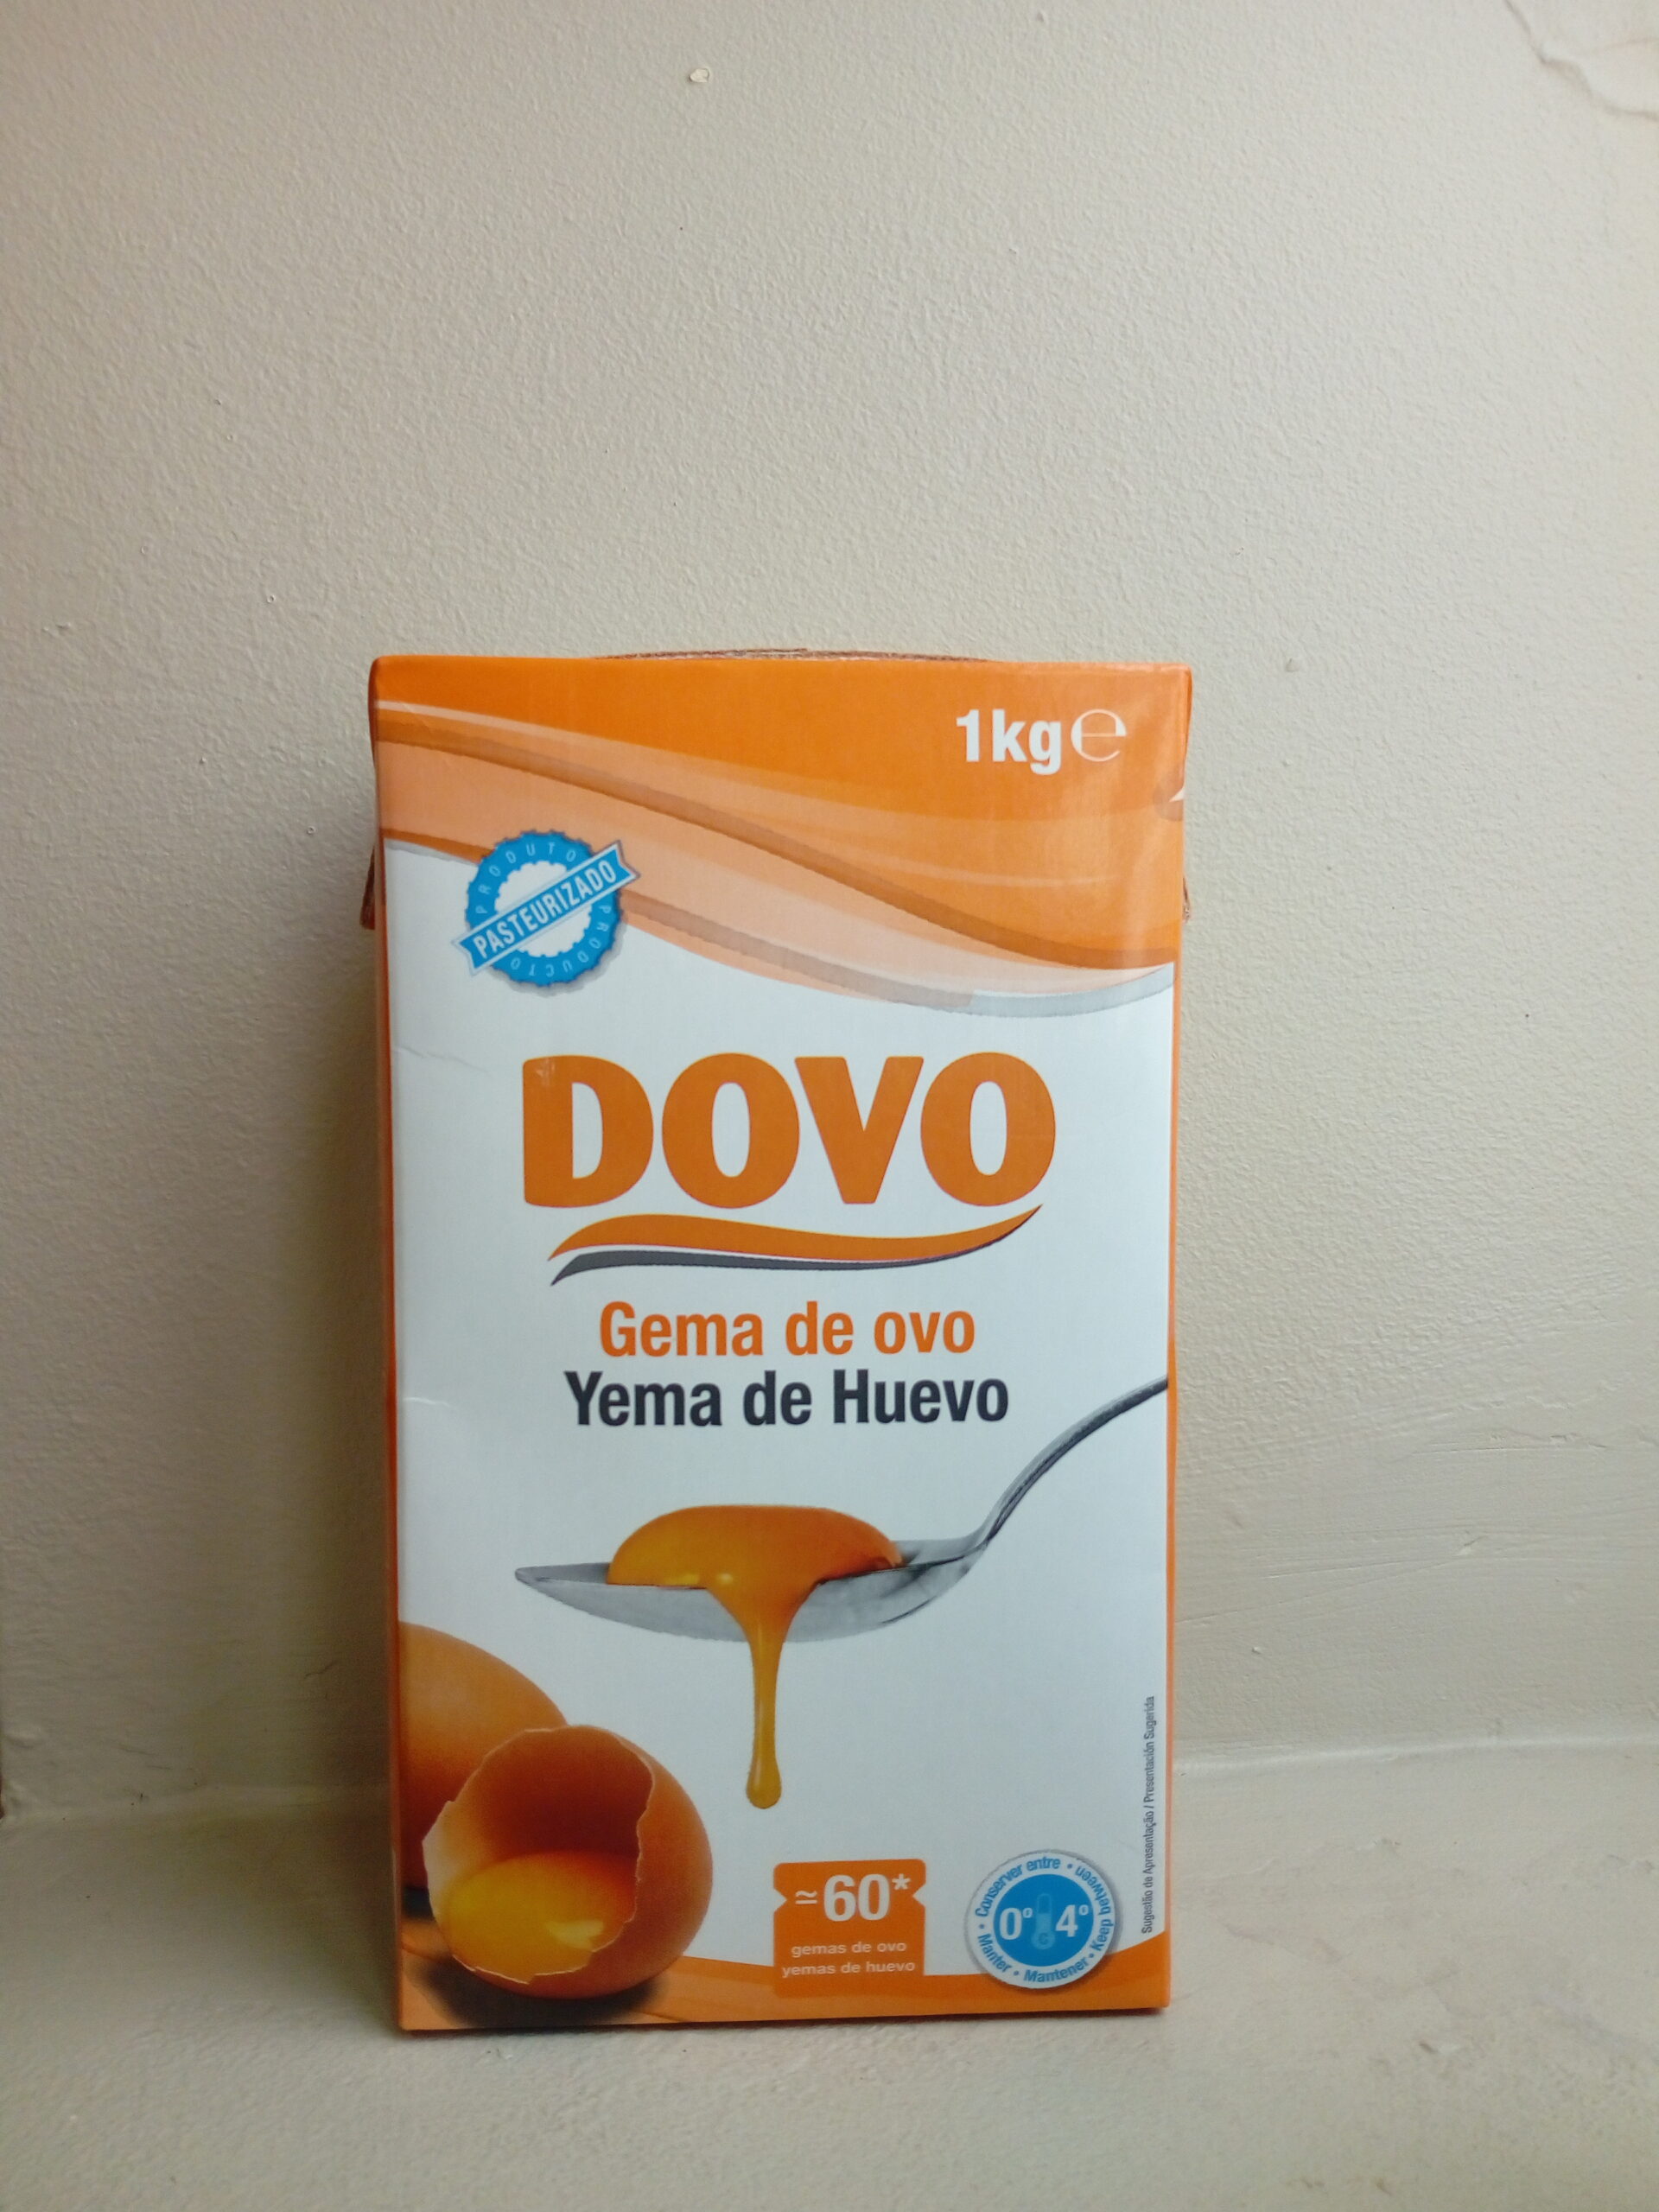 1kg ℮
PRODUTO
PASTEURIZADO
PRODUCTO
DOVO
Gema de ovo
Yema de Huevo
Sugestão de Apresentação / Presentación Sugerida
≃60*
gemas de ovo
yemas de huevo
Conserver entre • Keep between • Mantener • Manter •
0° 4°
C